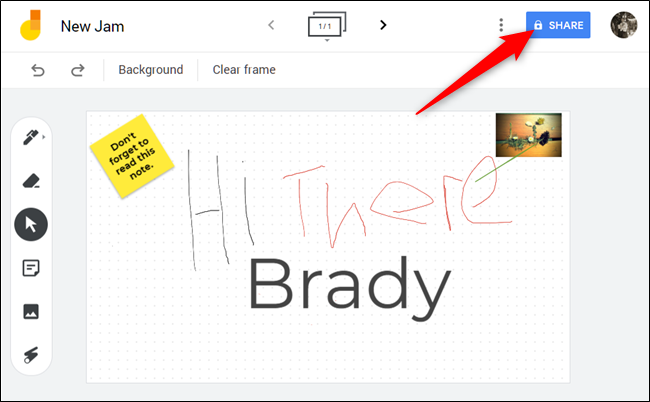 New Jam
1/1
SHARE
Background
Clear frame
Don't
forget to
read this
note.
Hi There
Brady